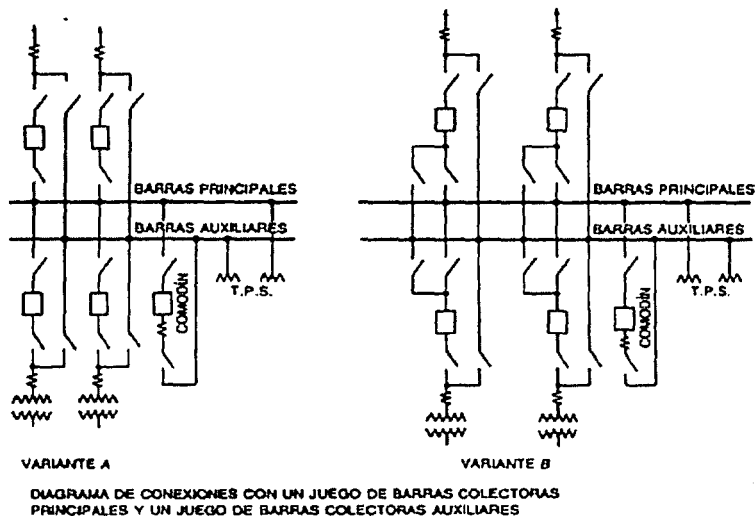 BARRAS PRINCIPALES
BARRAS AUXILIARES
T.P.S.
COMODÍN
BARRAS PRINCIPALES
BARRAS AUXILIARES
T.P.S.
COMODÍN
VARIANTE A
VARIANTE B
DIAGRAMA DE CONEXIONES CON UN JUEGO DE BARRAS COLECTORAS
PRINCIPALES Y UN JUEGO DE BARRAS COLECTORAS AUXILIARES